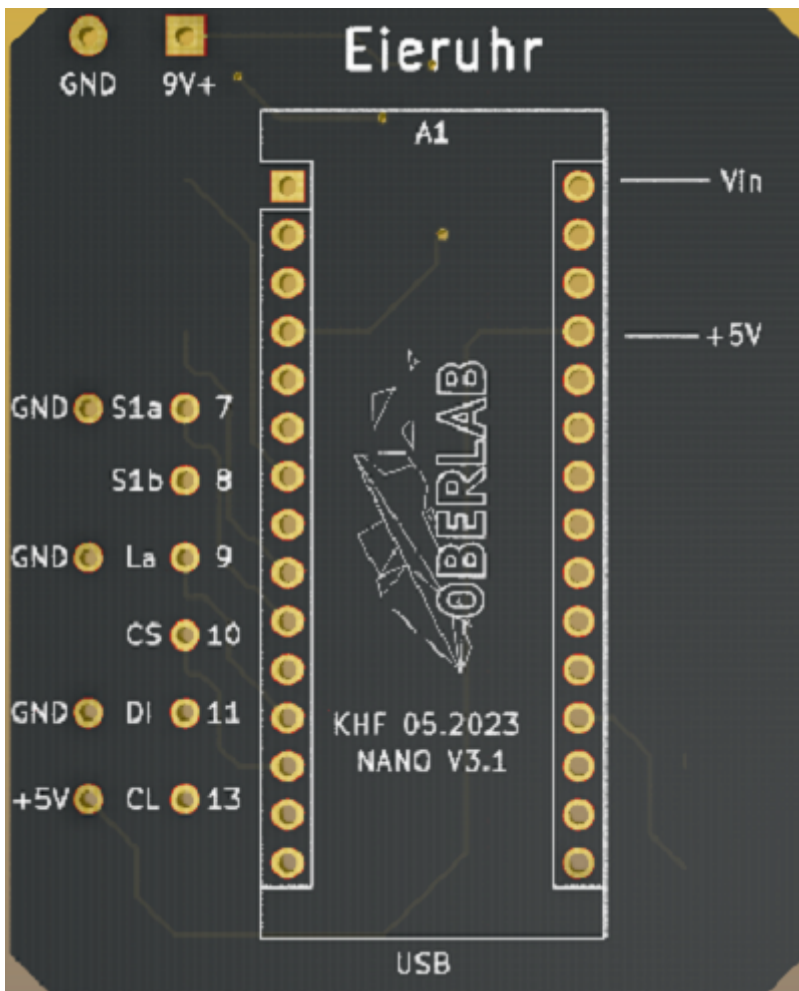 Eieruhr
GND 9V+
A1
Vin
+5V
GND S1a 7
S1b 8
GND La 9
CS 10
GND DI 11
+5V CL 13
OBERLAB
KHF 05.2023
NANO V3.1
USB